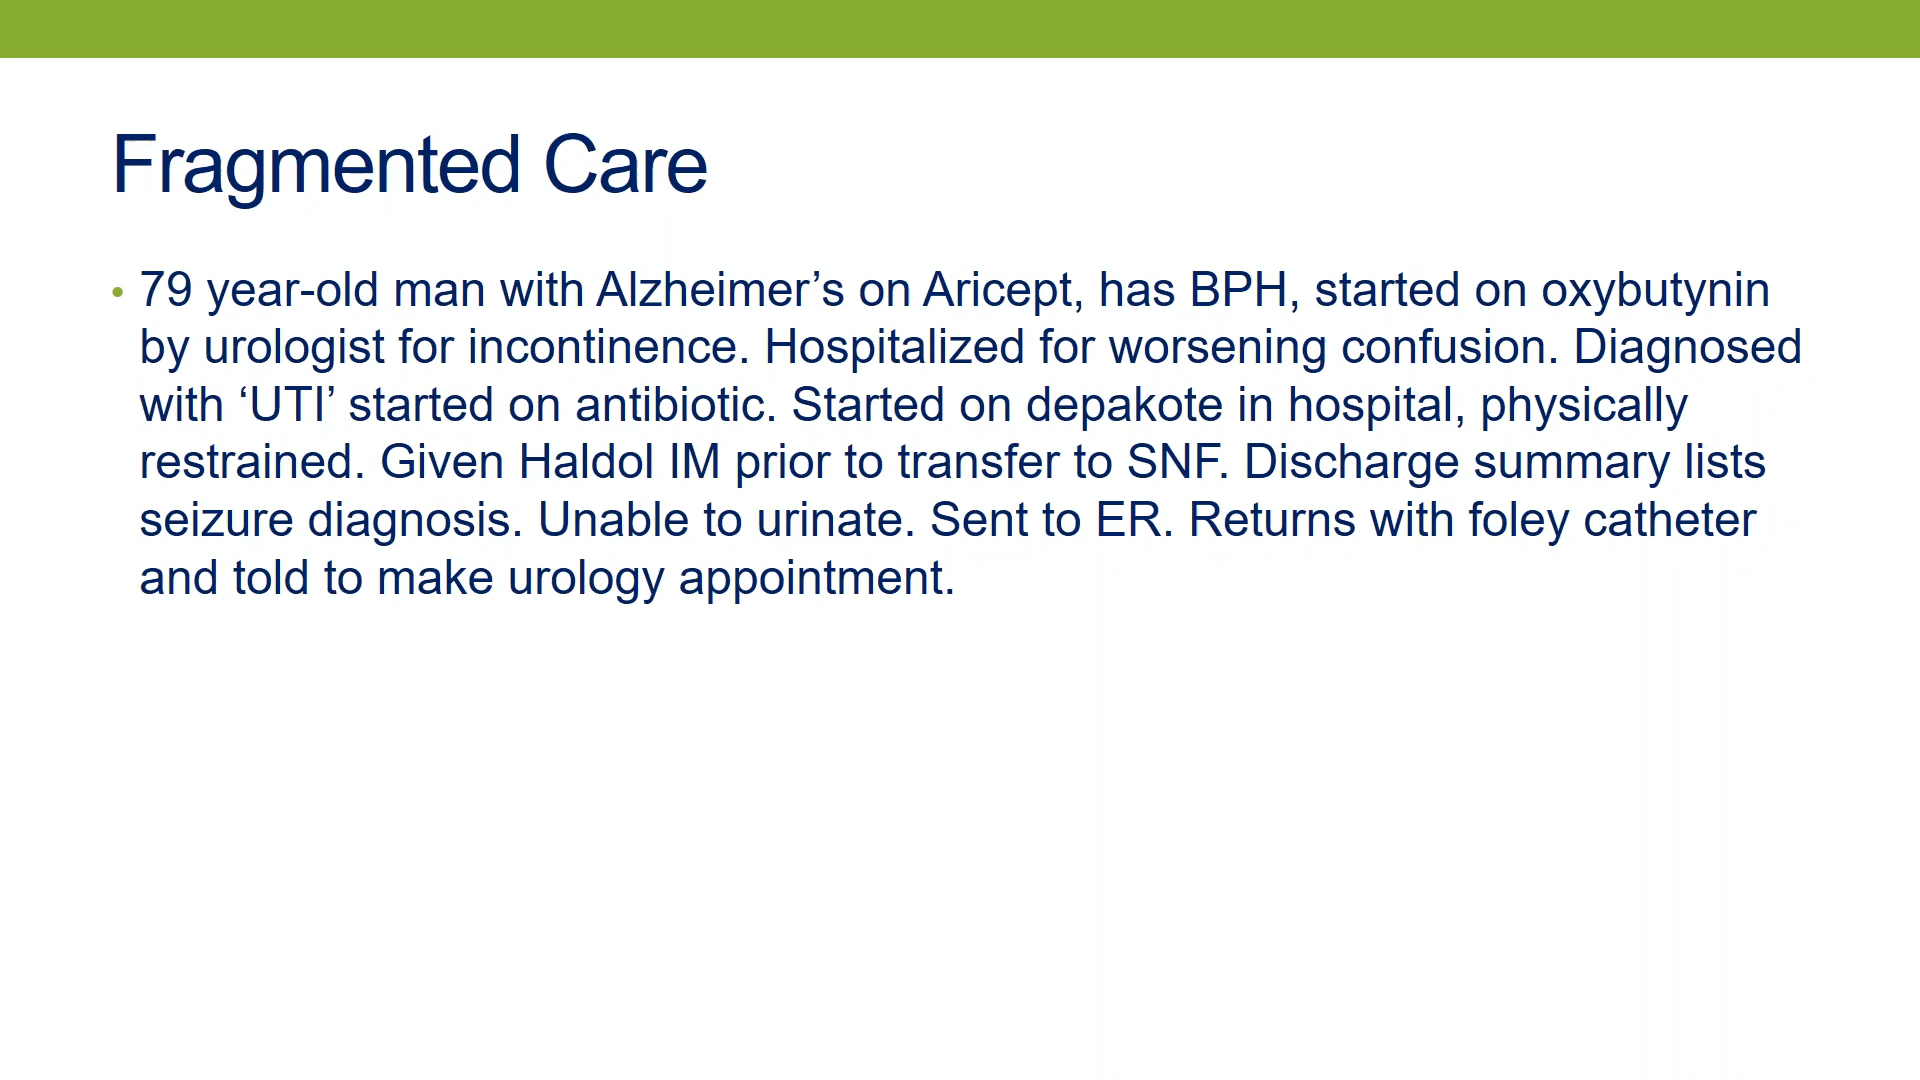 Fragmented Care
• 79 year-old man with Alzheimer’s on Aricept, has BPH, started on oxybutynin
by urologist for incontinence. Hospitalized for worsening confusion. Diagnosed
with ‘UTI’ started on antibiotic. Started on depakote in hospital, physically
restrained. Given Haldol IM prior to transfer to SNF. Discharge summary lists
seizure diagnosis. Unable to urinate. Sent to ER. Returns with foley catheter
and told to make urology appointment.